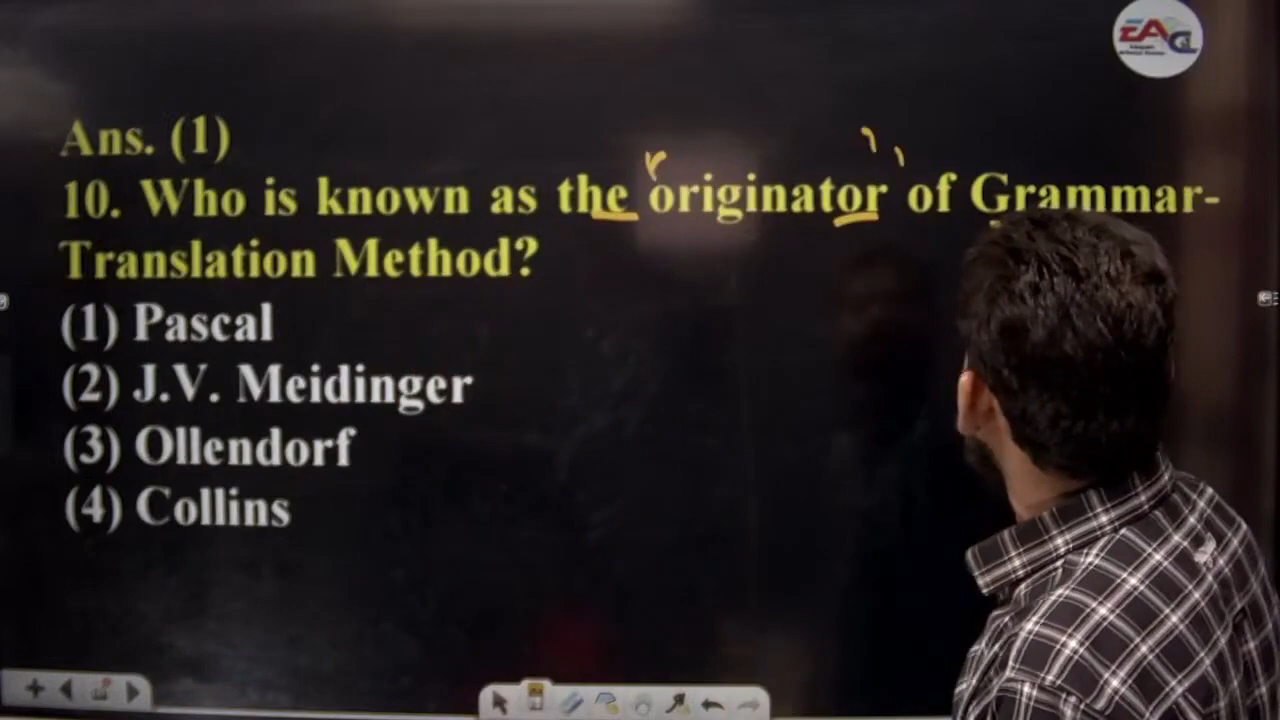 EAG
Ans. (1)
10. Who is known as the originator of Grammar-
Translation Method?
(1) Pascal
(2) J.V. Meidinger
(3) Ollendorf
(4) Collins